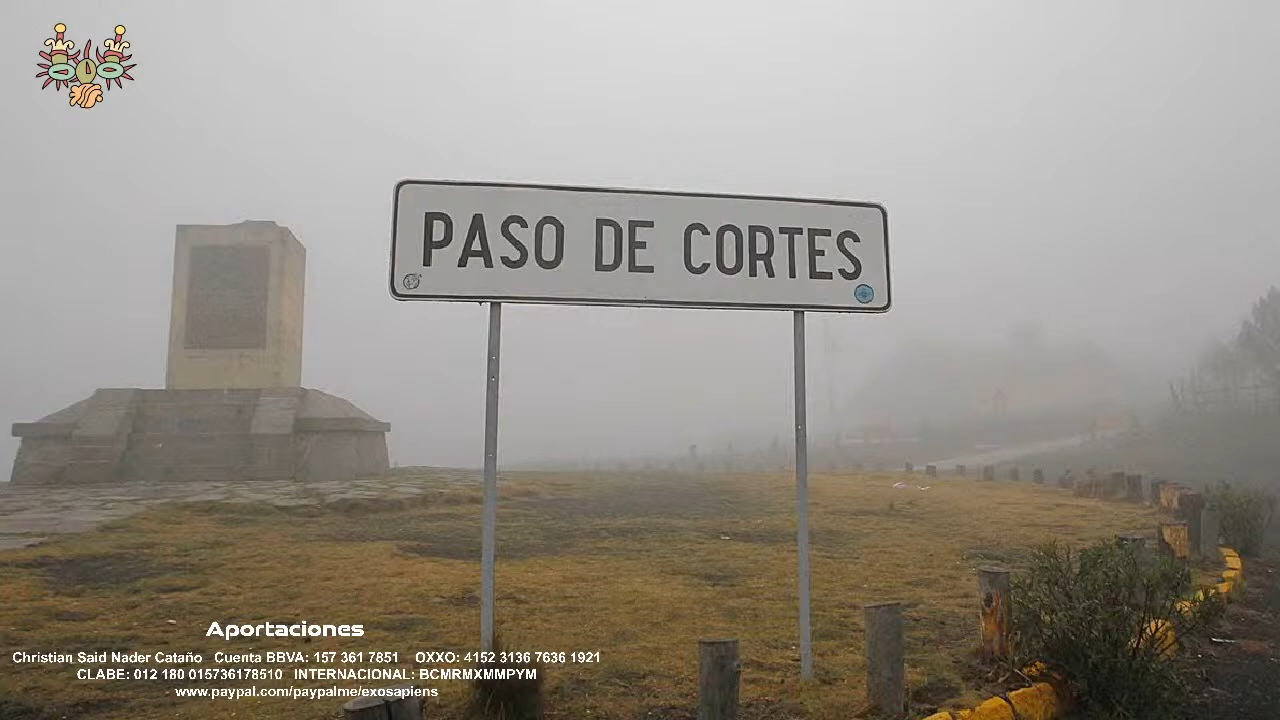 PASO DE CORTES
Aportaciones
Christian Said Nader Cataño Cuenta BBVA: 157 361 7851 OXXO: 4152 3136 7636 1921
CLABE: 012 180 015736178510 INTERNACIONAL: BCMRMXMMPYM
www.paypal.com/paypalme/exosapiens